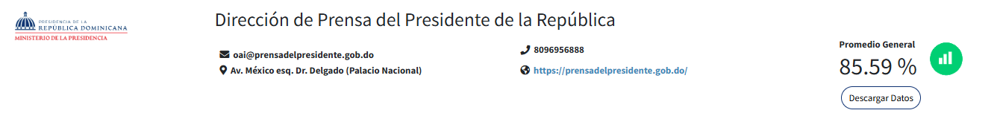 PRESIDENCIA DE LA
REPÚBLICA DOMINICANA
MINISTERIO DE LA PRESIDENCIA
Dirección de Prensa del Presidente de la República
oai@prensadelpresidente.gob.do
Av. México esq. Dr. Delgado (Palacio Nacional)
8096956888
https://prensadelpresidente.gob.do/
Promedio General
85.59 %
Descargar Datos